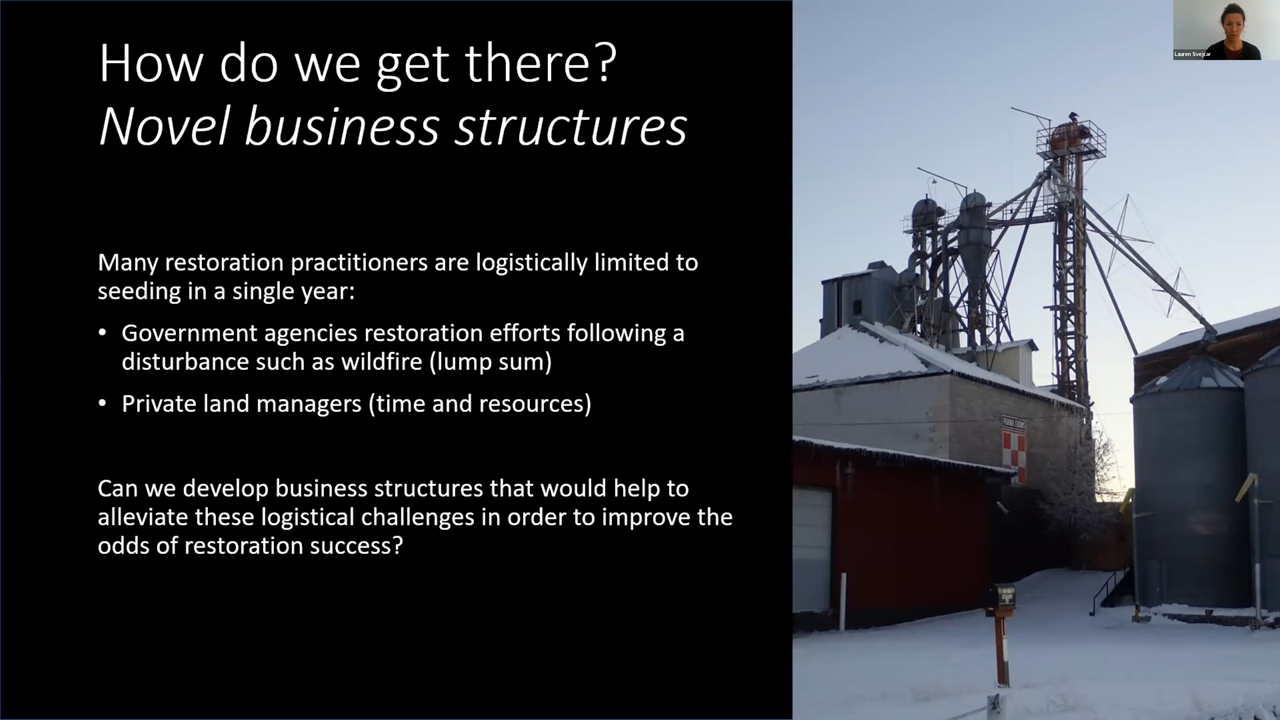 How do we get there?
Novel business structures
Many restoration practitioners are logistically limited to
seeding in a single year:
• Government agencies restoration efforts following a
disturbance such as wildfire (lump sum)
• Private land managers (time and resources)
Can we develop business structures that would help to
alleviate these logistical challenges in order to improve the
odds of restoration success?
Lauren Svejcar